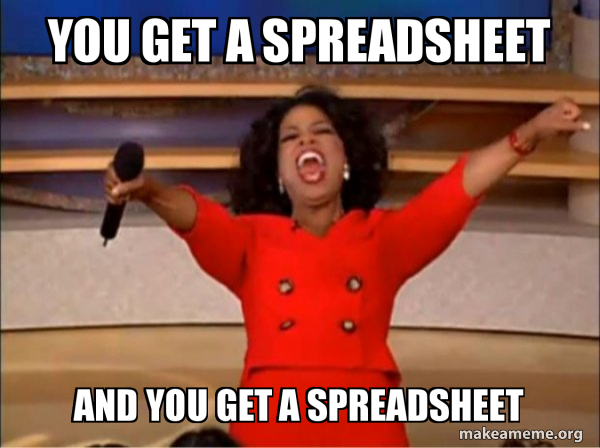 YOU GET A SPREADSHEET
AND YOU GET A SPREADSHEET
makeameme.org